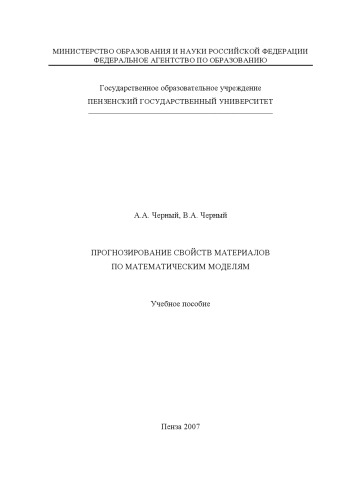 МИНИСТЕРСТВО ОБРАЗОВАНИЯ И НАУКИ РОССИЙСКОЙ ФЕДЕРАЦИИ
ФЕДЕРАЛЬНОЕ АГЕНТСТВО ПО ОБРАЗОВАНИЮ
Государственное образовательное учреждение
ПЕНЗЕНСКИЙ ГОСУДАРСТВЕННЫЙ УНИВЕРСИТЕТ
А.А. Черный, В.А. Черный
ПРОГНОЗИРОВАНИЕ СВОЙСТВ МАТЕРИАЛОВ
ПО МАТЕМАТИЧЕСКИМ МОДЕЛЯМ
Учебное пособие
Пенза 2007